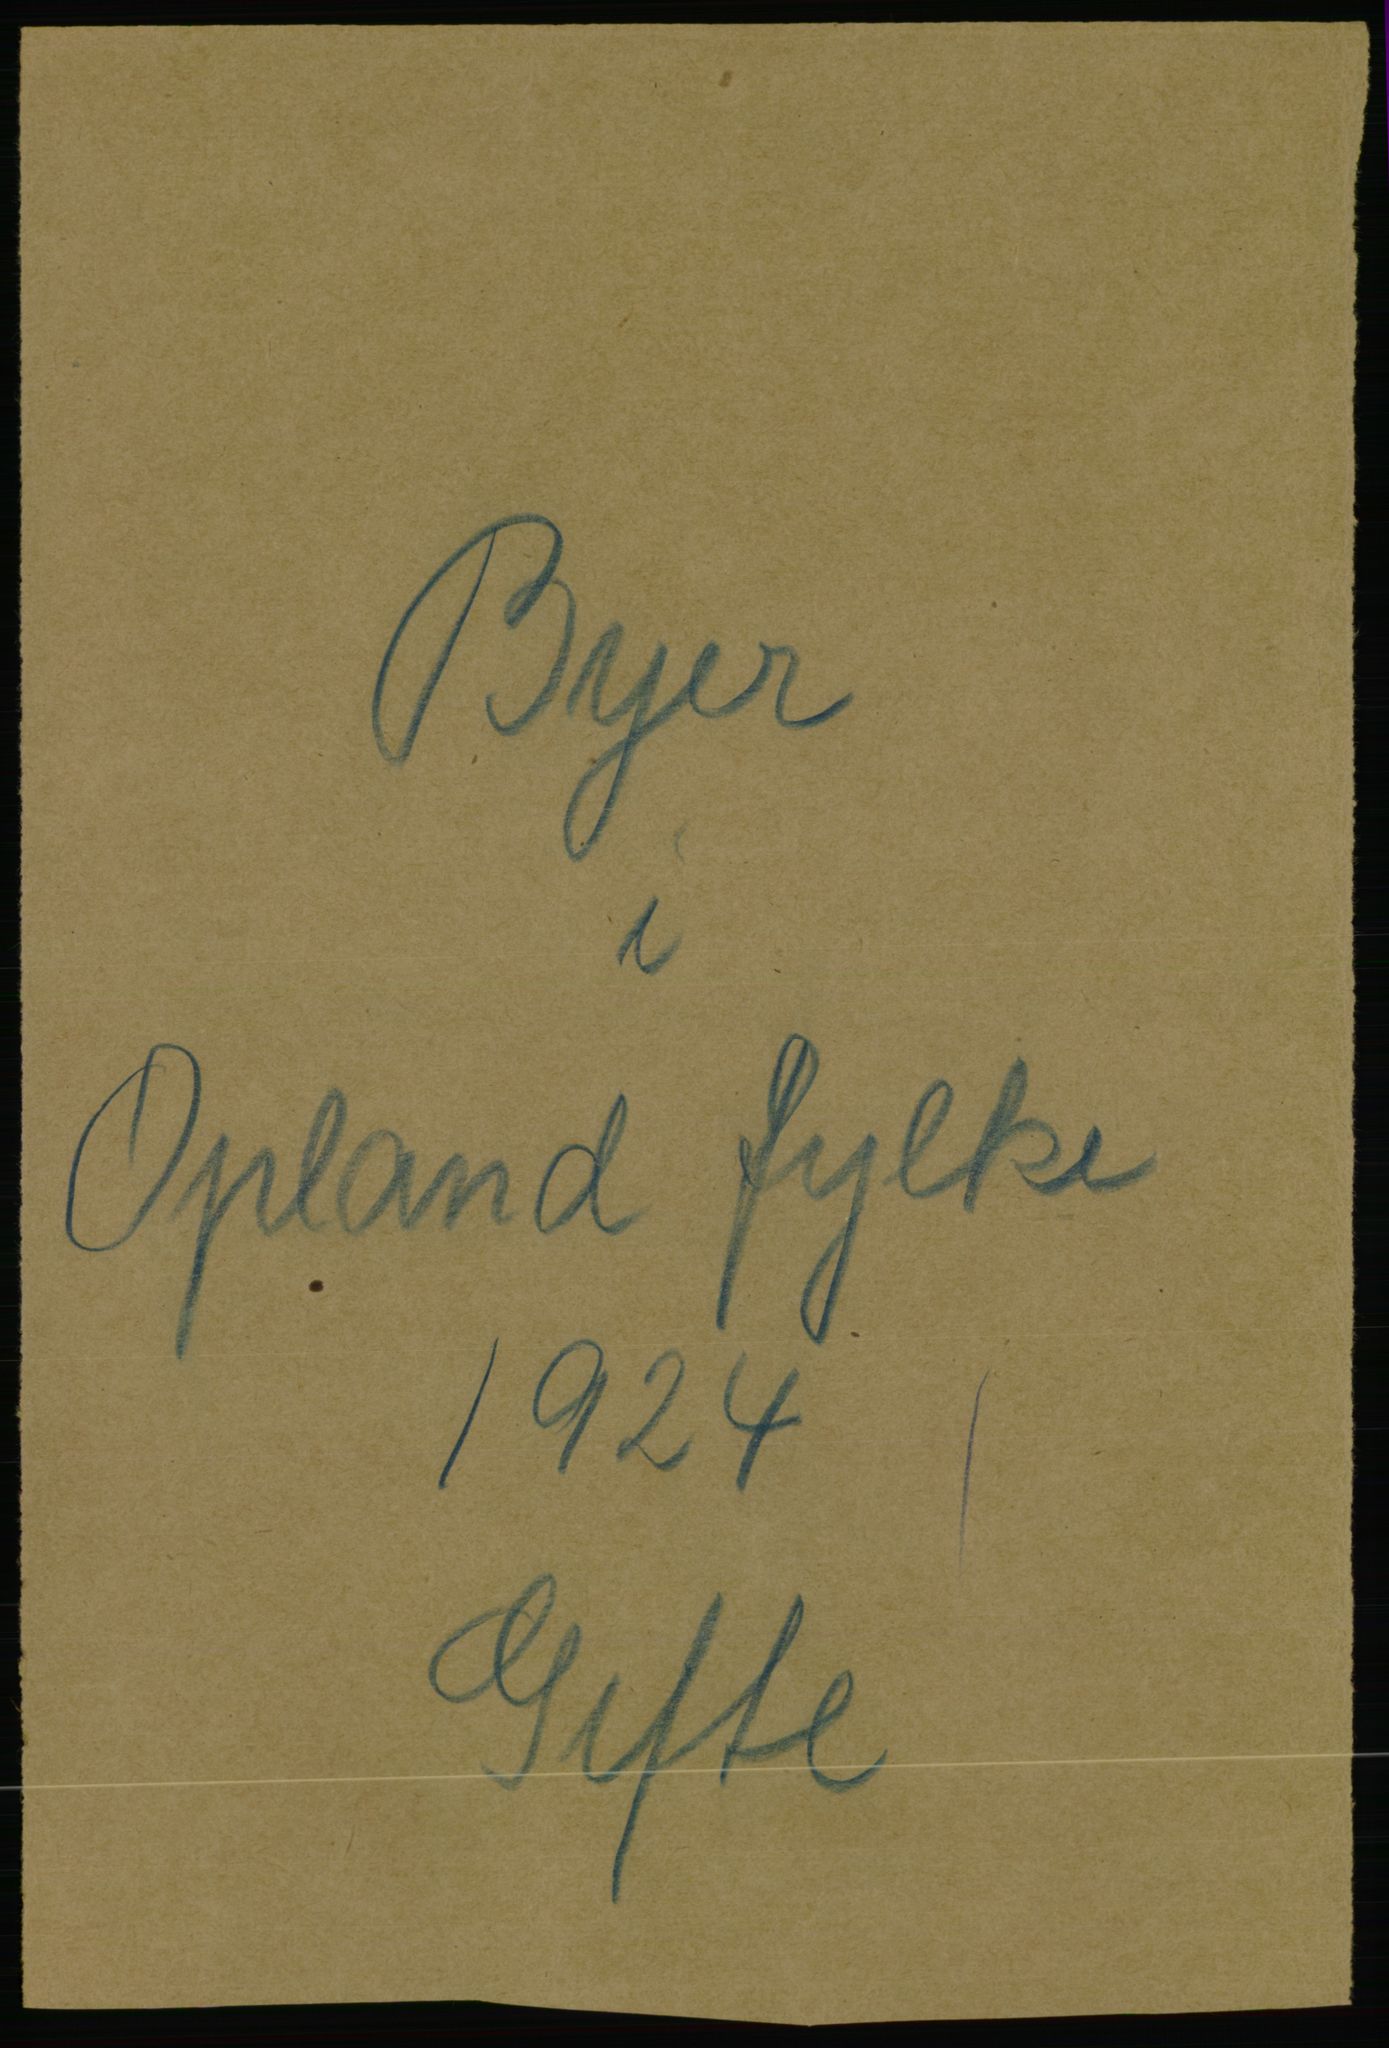 Byer
i
Opland fylke
1924
Gifte